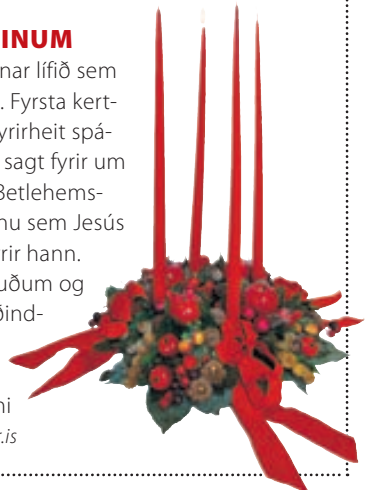 INUM
nar lífið sem
. Fyrsta kert-
yrirheit spá-
sagt fyrir um
Betlehems-
nu sem Jesús
rir hann.
uðum og
ðind-
ni
.is